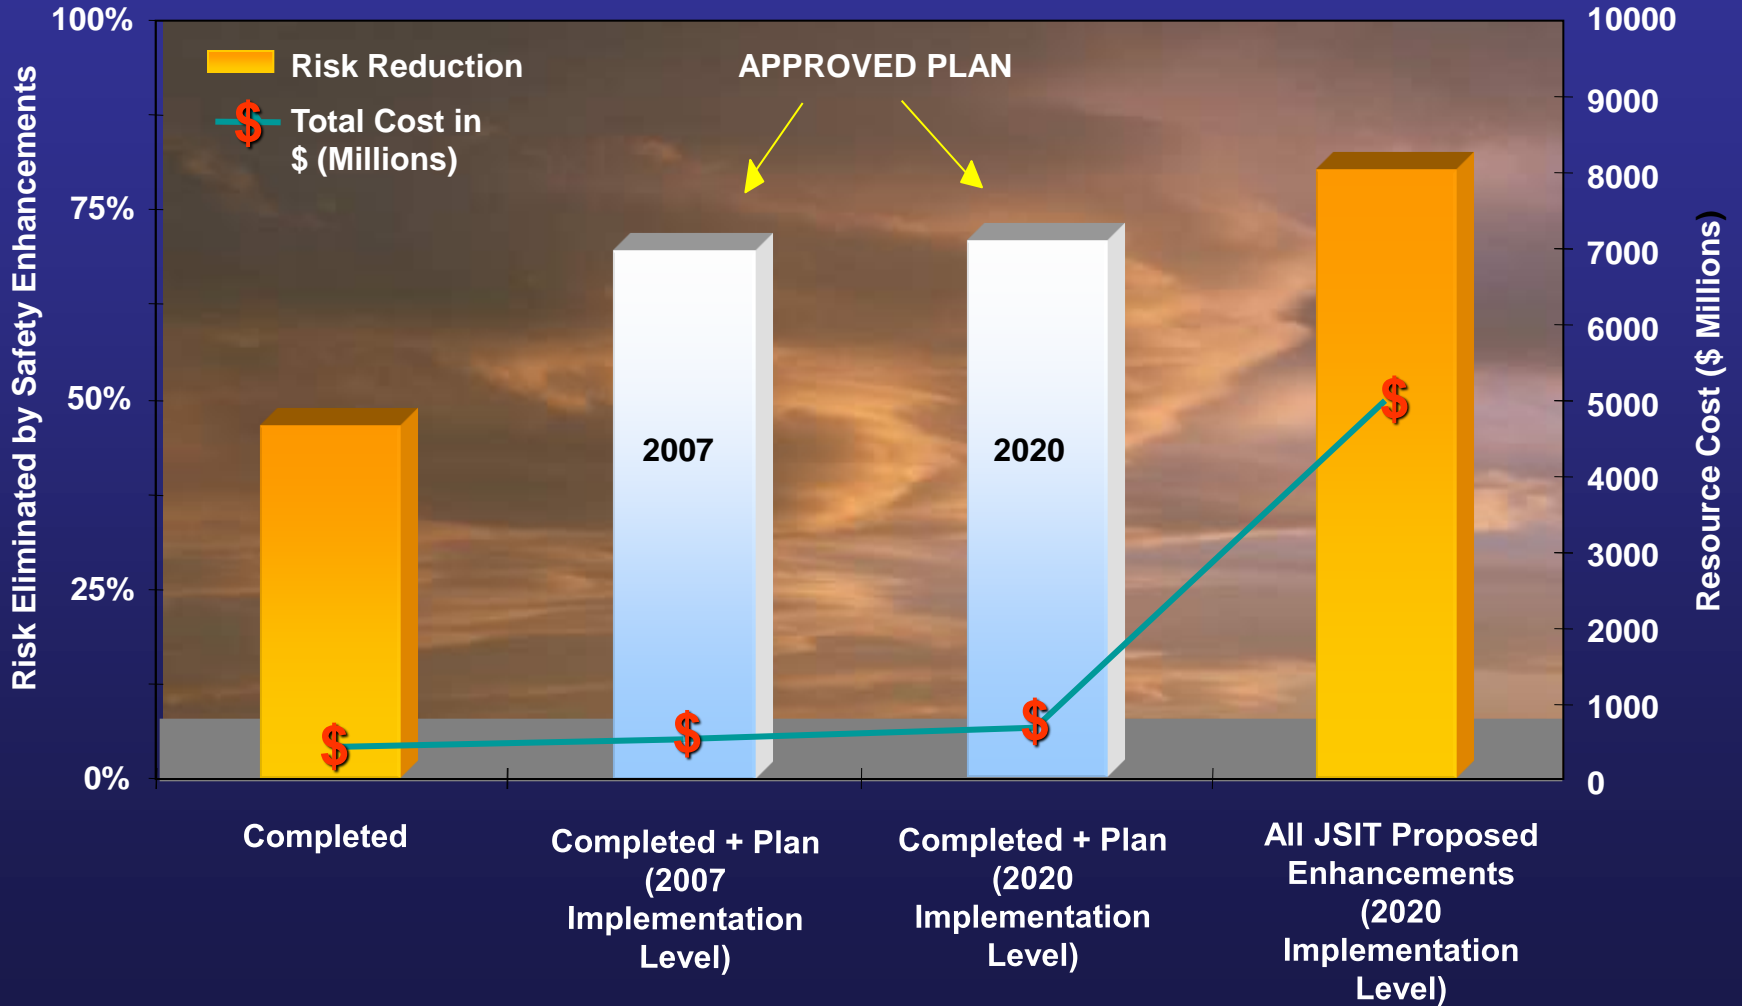 100%
75%
50%
25%
0%
Risk Eliminated by Safety Enhancements
Risk Reduction
$
Total Cost in
$ (Millions)
APPROVED PLAN
2007
2020
$
$
$
$
10000
9000
8000
7000
6000
5000
4000
3000
2000
1000
0
Resource Cost ($ Millions)
Completed
Completed + Plan
(2007
Implementation
Level)
Completed + Plan
(2020
Implementation
Level)
All JSIT Proposed
Enhancements
(2020
Implementation
Level)